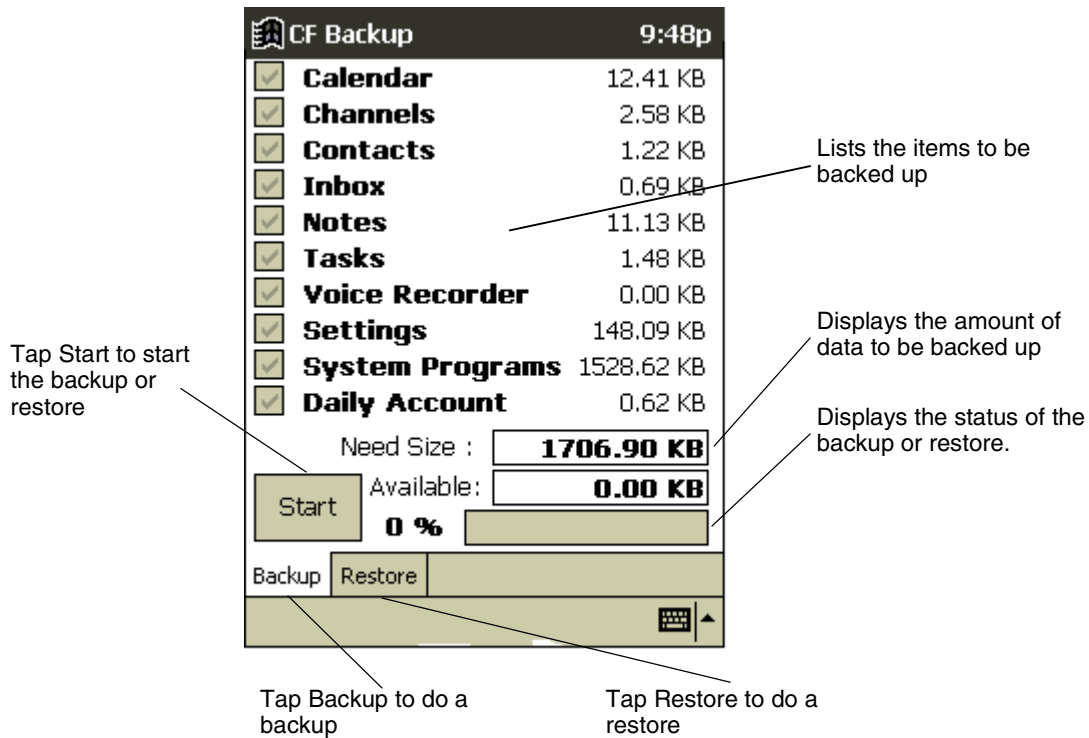 CF Backup 9:48p
Calendar 12.41 KB
Channels 2.58 KB
Contacts 1.22 KB
Inbox 0.69 KB
Notes 11.13 KB
Tasks 1.48 KB
Voice Recorder 0.00 KB
Settings 148.09 KB
System Programs 1528.62 KB
Daily Account 0.62 KB
Need Size : 1706.90 KB
Available: 0.00 KB
Start
0 %
Backup Restore
Lists the items to be
backed up
Displays the amount of
data to be backed up
Displays the status of the
backup or restore.
Tap Start to start
the backup or
restore
Tap Backup to do a
backup
Tap Restore to do a
restore